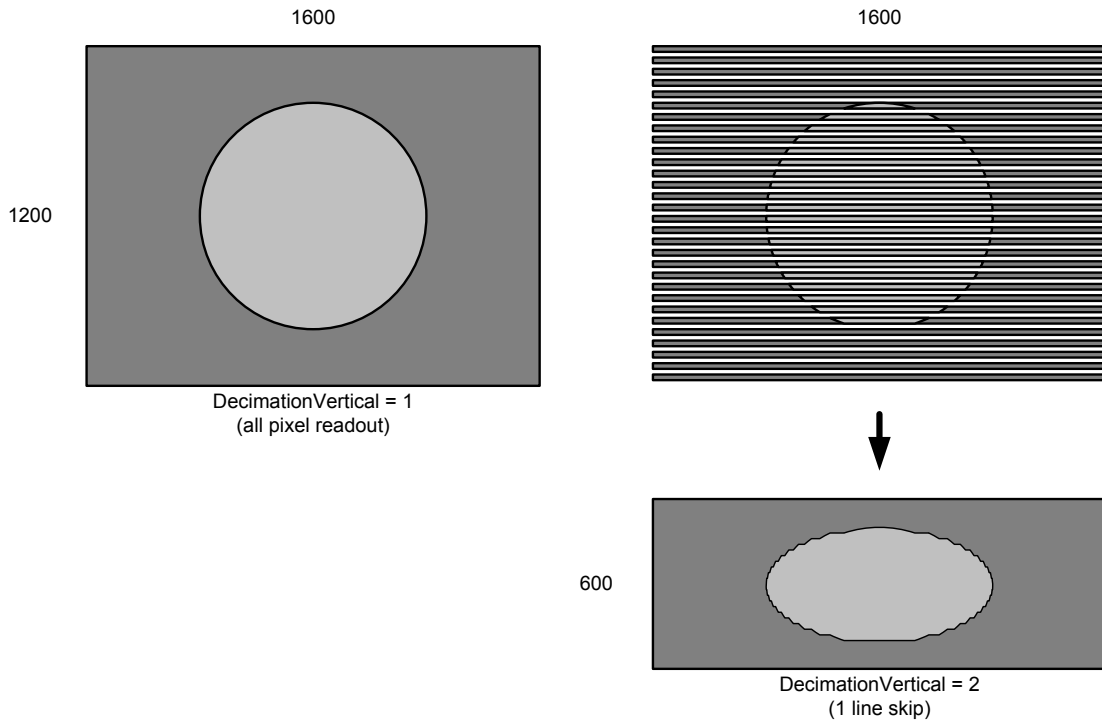 1600
1600
1200
DecimationVertical = 1
(all pixel readout)
600
DecimationVertical = 2
(1 line skip)